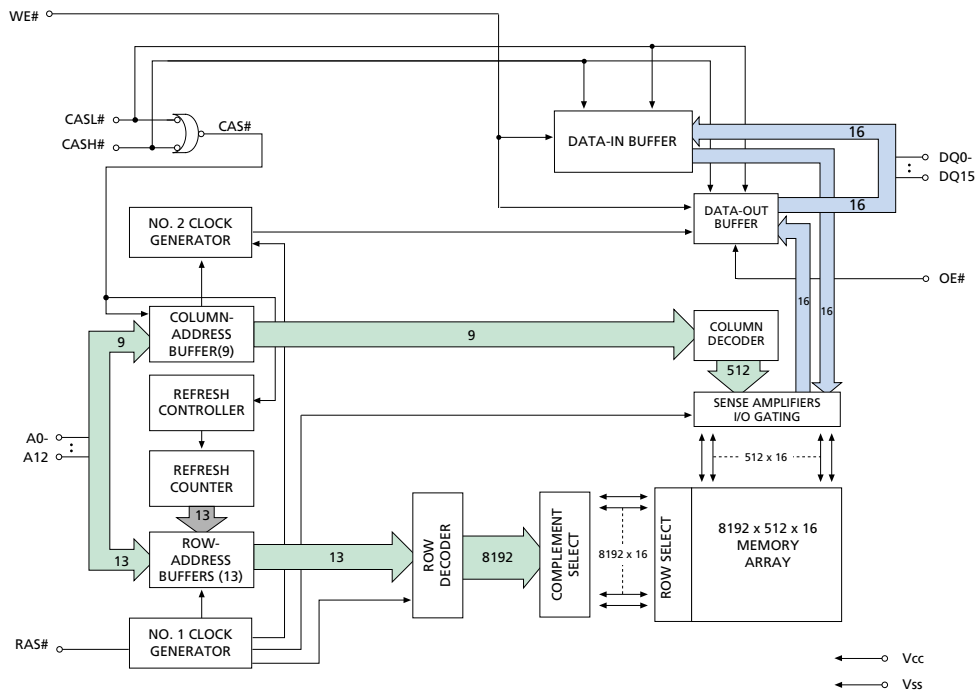 WE#
CASL#
CAS#
CASH#
DATA-IN BUFFER
16
DQ0-
:
DQ15
16
DATA-OUT
BUFFER
NO. 2 CLOCK
GENERATOR
OE#
16
16
COLUMN-
ADDRESS
BUFFER(9)
9
9
COLUMN
DECODER
512
REFRESH
CONTROLLER
SENSE AMPLIFIERS
I/O GATING
A0-
:
A12
512 x 16
REFRESH
COUNTER
13
ROW-
ADDRESS
BUFFERS (13)
13
13
ROW
DECODER
8192
COMPLEMENT
SELECT
8192 x 16
ROW SELECT
8192 x 512 x 16
MEMORY
ARRAY
RAS#
NO. 1 CLOCK
GENERATOR
Vcc
Vss